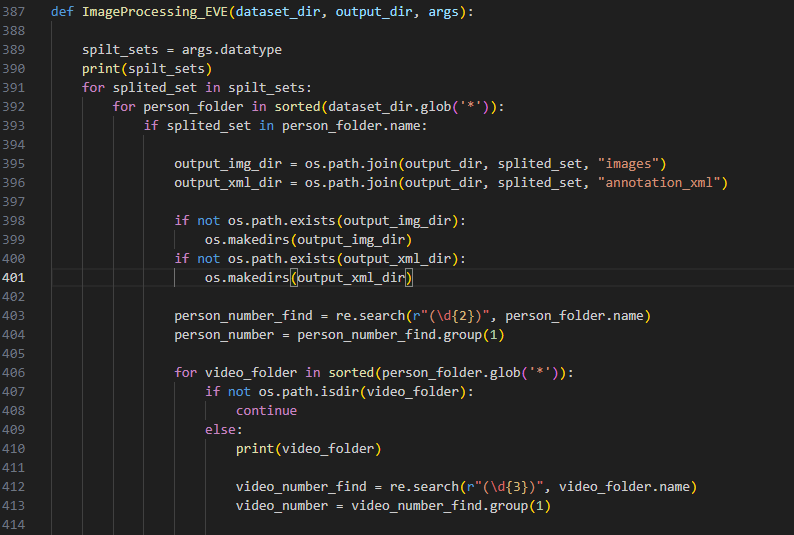 387 def ImageProcessing_EVE(dataset_dir, output_dir, args):
388
389     spilt_sets = args.datatype
390     print(spilt_sets)
391     for splited_set in spilt_sets:
392         for person_folder in sorted(dataset_dir.glob('*')):
393             if splited_set in person_folder.name:
394
395                 output_img_dir = os.path.join(output_dir, splited_set, "images")
396                 output_xml_dir = os.path.join(output_dir, splited_set, "annotation_xml")
397
398                 if not os.path.exists(output_img_dir):
399                     os.makedirs(output_img_dir)
400                 if not os.path.exists(output_xml_dir):
401                     os.makedirs(output_xml_dir)
402
403                 person_number_find = re.search(r"(\d{2})", person_folder.name)
404                 person_number = person_number_find.group(1)
405
406                 for video_folder in sorted(person_folder.glob('*')):
407                     if not os.path.isdir(video_folder):
408                         continue
409                     else:
410                         print(video_folder)
411
412                         video_number_find = re.search(r"(\d{3})", video_folder.name)
413                         video_number = video_number_find.group(1)
414